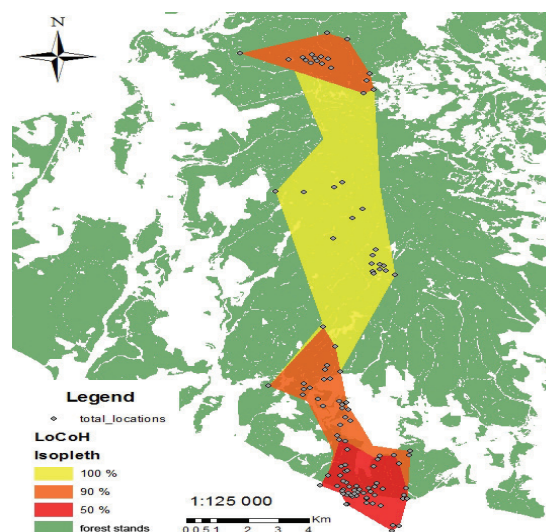 N
Legend
total_locations
LoCoH
Isopleth
100 %
90 %
50 %
forest stands
1:125 000
Km
0 0.5 1 2 3 4